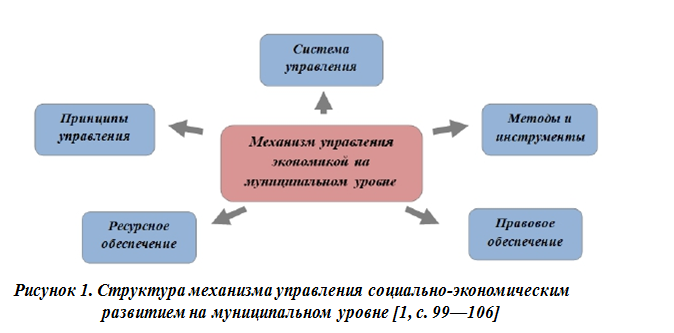 Система
управления
Принципы
управления
Методы и
инструменты
Механизм управления
экономикой на
муниципальном уровне
Ресурсное
обеспечение
Правовое
обеспечение
Рисунок 1. Структура механизма управления социально-экономическим
развитием на муниципальном уровне [1, с. 99—106]